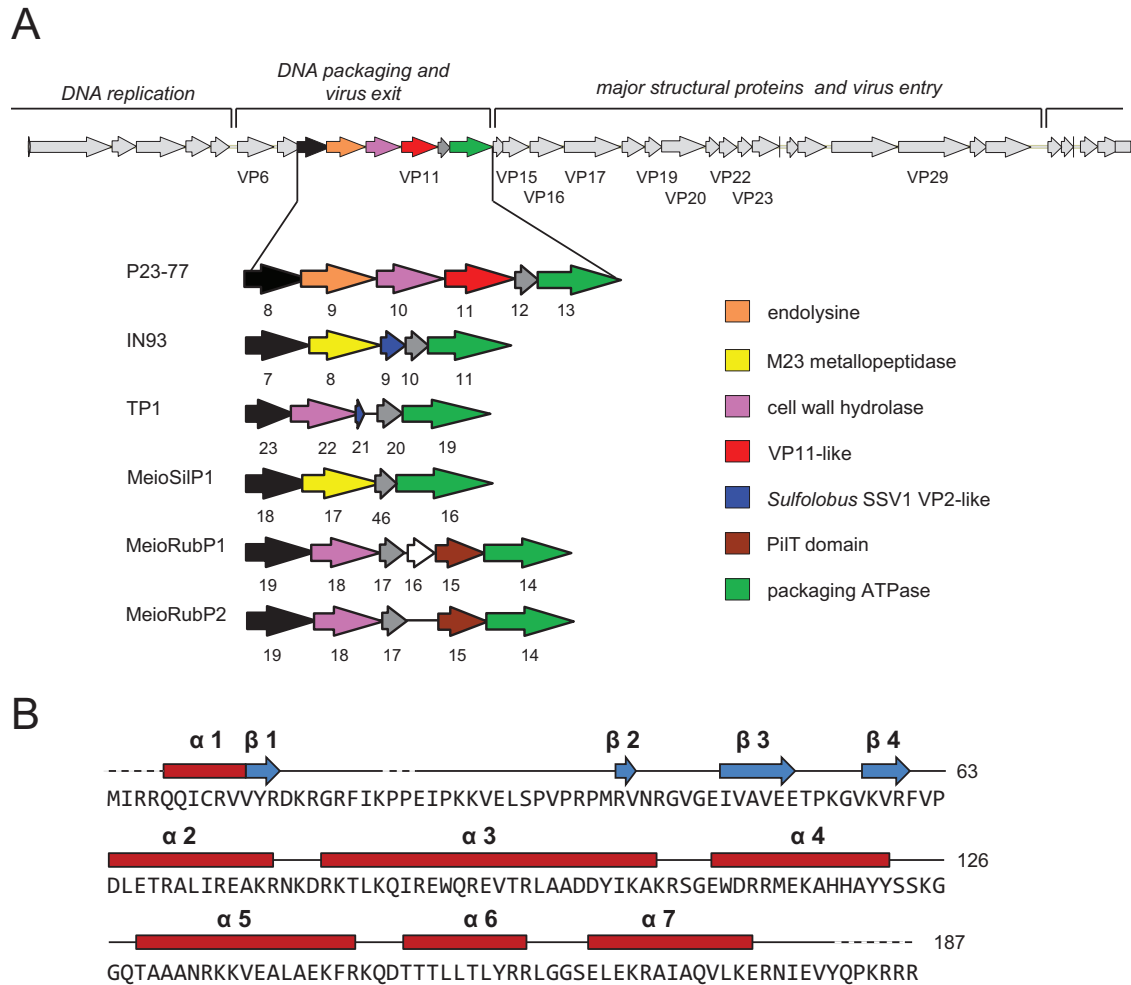 A
DNA replication
DNA packaging and
virus exit
major structural proteins and virus entry
VP6
VP11
VP15
VP16
VP17
VP19
VP20
VP22
VP23
VP29
P23-77
8 9 10 11 12 13
IN93
7 8 9 10 11
TP1
23 22 21 20 19
MeioSilP1
18 17 46 16
MeioRubP1
19 18 17 16 15 14
MeioRubP2
19 18 17 15 14
endolysine
M23 metallopeptidase
cell wall hydrolase
VP11-like
Sulfolobus SSV1 VP2-like
PilT domain
packaging ATPase
B
α 1 β 1 β 2 β 3 β 4
63
MIRRQQICRVVYRDKRGRFIKPPEIPKKVELSPVPRPMRVNRGVGEIVAVEETPKGVKVRFVP
α 2 α 3 α 4
126
DLETRALIREAKRNKDRKTLKQIREWQREVTRLAADDYIKAKRSGEWDRRMEKAHHAYYSSKG
α 5 α 6 α 7
187
GQTAAANRKKVEALAEKFRKQDTTTLLTLYRRLGGSELEKRAIAQVLKERNIEVYQPKRRR